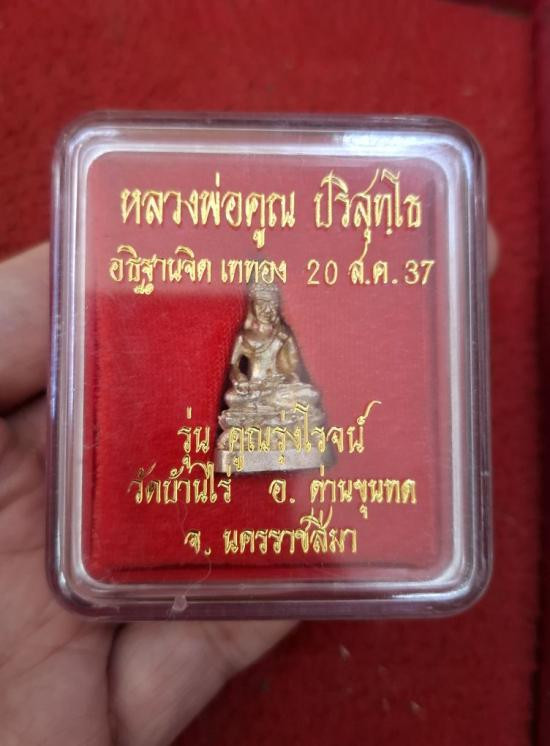 หลวงพ่อคูณ ปริสุทฺโธ
อธิฐานจิต เททอง 20 ส.ค. 37
รุ่น คูณรุ่งโรจน์
วัดบ้านไร่ อ. ด่านขุนทด
จ. นครราชสีมา